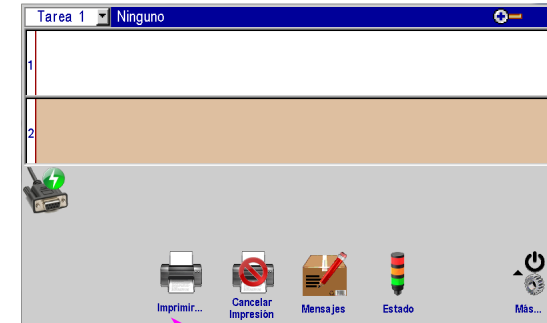 Tarea 1 Ninguno
1
2
Imprimir... Cancelar Impresión Mensajes Estado Más...